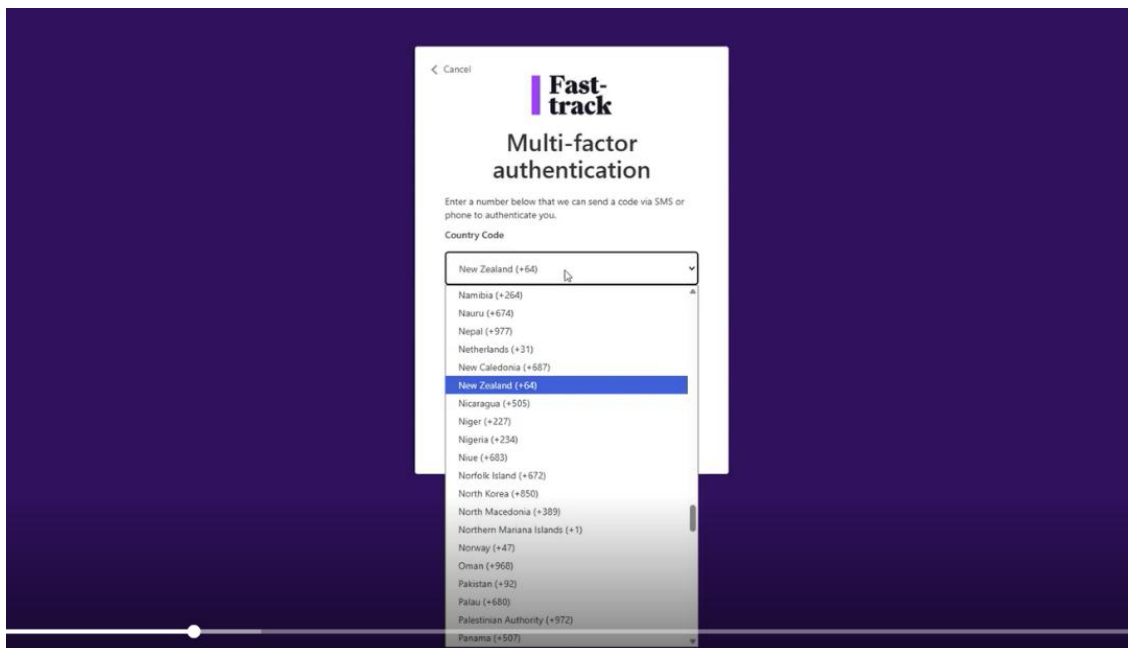 Cancel
Fast-
track
Multi-factor
authentication
Enter a number below that we can send a code via SMS or
phone to authenticate you.
Country Code
New Zealand (+64)
Namibia (+264)
Nauru (+674)
Nepal (+977)
Netherlands (+31)
New Caledonia (+687)
New Zealand (+64)
Nicaragua (+505)
Niger (+227)
Nigeria (+234)
Niue (+683)
Norfolk Island (+672)
North Korea (+850)
North Macedonia (+389)
Northern Mariana Islands (+1)
Norway (+47)
Oman (+968)
Pakistan (+92)
Palau (+680)
Palestinian Authority (+972)
Panama (+507)